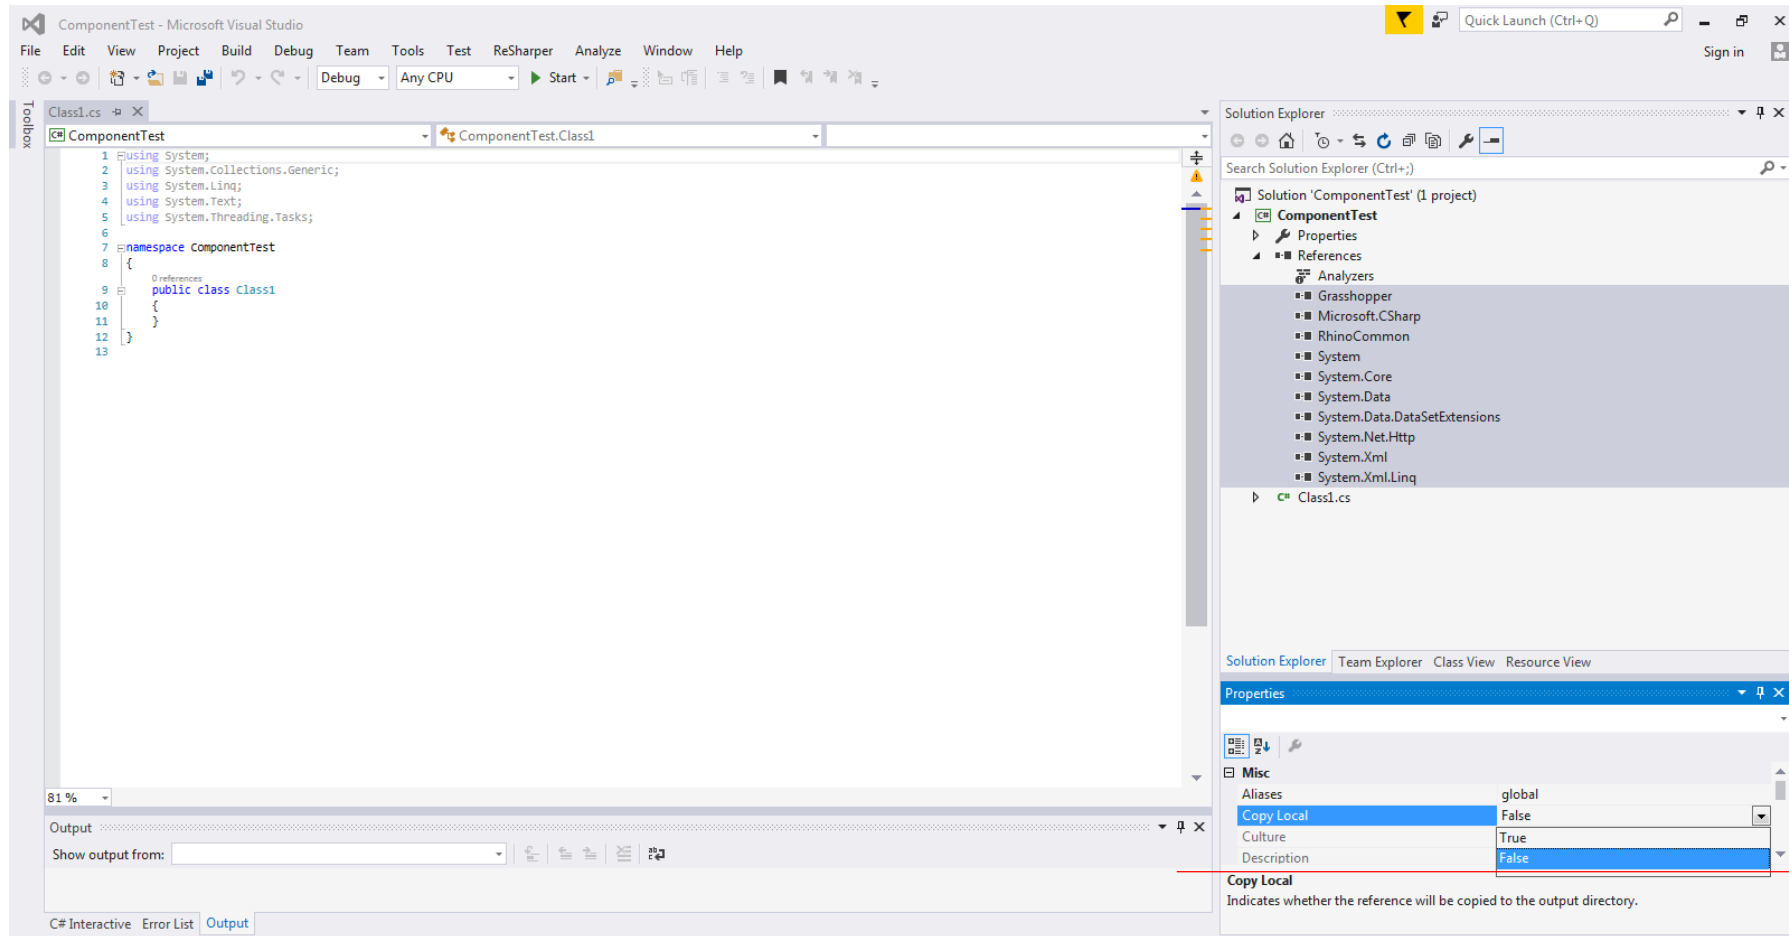 ComponentTest - Microsoft Visual Studio
Quick Launch (Ctrl+Q)
File Edit View Project Build Debug Team Tools Test ReSharper Analyze Window Help
Sign in
Debug Any CPU Start
Toolbox
Class1.cs
ComponentTest ComponentTest.Class1
1 using System;
2 using System.Collections.Generic;
3 using System.Linq;
4 using System.Text;
5 using System.Threading.Tasks;
6
7 namespace ComponentTest
8 {
0 references
9 public class Class1
10 {
11 }
12 }
13
81 %
Output
Show output from:
C# Interactive Error List Output
Solution Explorer
Search Solution Explorer (Ctrl+;)
Solution 'ComponentTest' (1 project)
C# ComponentTest
Properties
References
Analyzers
Grasshopper
Microsoft.CSharp
RhinoCommon
System
System.Core
System.Data
System.Data.DataSetExtensions
System.Net.Http
System.Xml
System.Xml.Linq
C# Class1.cs
Solution Explorer Team Explorer Class View Resource View
Properties
Misc
Aliases global
Copy Local False
Culture True
Description False
Copy Local
Indicates whether the reference will be copied to the output directory.